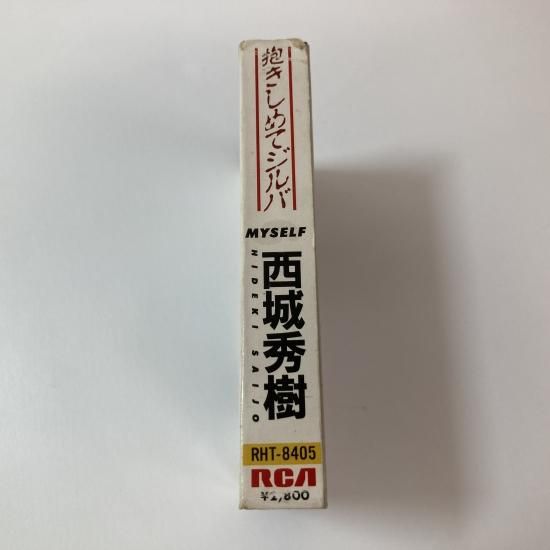 抱きしめてジルバ
MYSELF
HIDEKI SAIJO
西城秀樹
RHT-8405
RCA
¥2,800